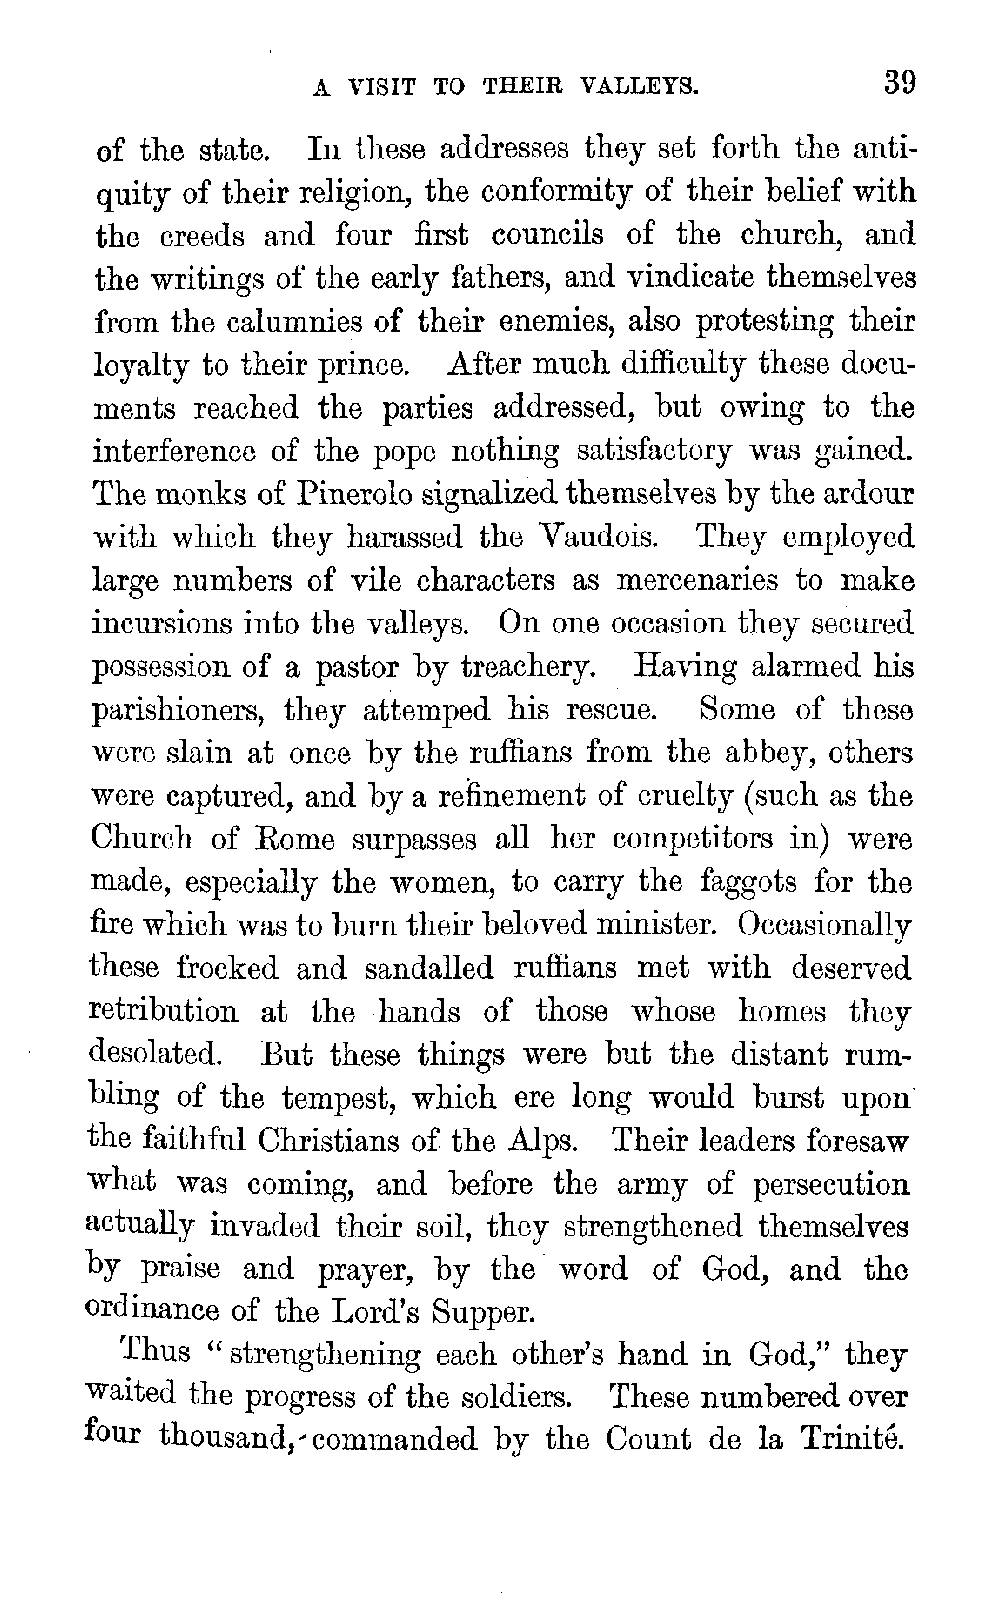 A VISIT TO THEIR VALLEYS. 39
of the state. In these addresses they set forth the anti-
quity of their religion, the conformity of their belief with
the creeds and four first councils of the church, and
the writings of the early fathers, and vindicate themselves
from the calumnies of their enemies, also protesting their
loyalty to their prince. After much difficulty these docu-
ments reached the parties addressed, but owing to the
interference of the pope nothing satisfactory was gained.
The monks of Pinerolo signalized themselves by the ardour
with which they harassed the Vaudois. They employed
large numbers of vile characters as mercenaries to make
incursions into the valleys. On one occasion they secured
possession of a pastor by treachery. Having alarmed his
parishioners, they attemped his rescue. Some of these
were slain at once by the ruffians from the abbey, others
were captured, and by a refinement of cruelty (such as the
Church of Rome surpasses all her competitors in) were
made, especially the women, to carry the faggots for the
fire which was to burn their beloved minister. Occasionally
these frocked and sandalled ruffians met with deserved
retribution at the hands of those whose homes they
desolated. But these things were but the distant rum-
bling of the tempest, which ere long would burst upon
the faithful Christians of the Alps. Their leaders foresaw
what was coming, and before the army of persecution
actually invaded their soil, they strengthened themselves
by praise and prayer, by the word of God, and the
ordinance of the Lord's Supper.
Thus "strengthening each other's hand in God," they
waited the progress of the soldiers. These numbered over
four thousand, commanded by the Count de la Trinité.